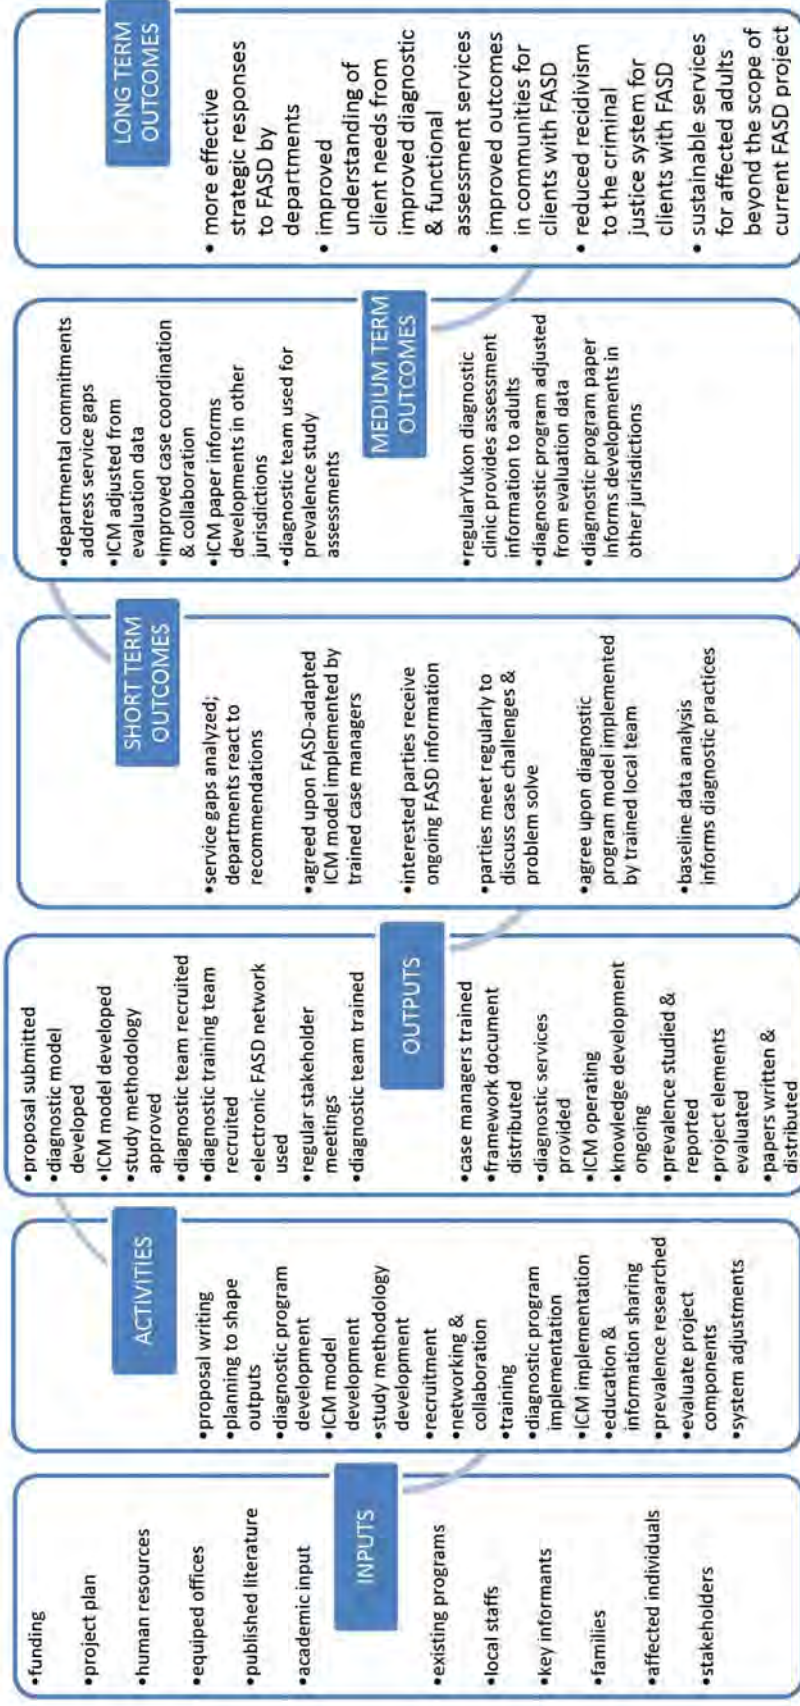 •funding
•project plan
•human resources
•equiped offices
•published literature
•academic input
INPUTS
•existing programs
•local staffs
•key informants
•families
•affected individuals
•stakeholders
ACTIVITIES
•proposal writing
•planning to shape
outputs
•diagnostic program
development
•ICM model
development
•study methodology
development
•recruitment
•networking &
collaboration
•training
•diagnostic program
implementation
•ICM implementation
•education &
information sharing
•prevalence researched
•evaluate project
components
•system adjustments
•proposal submitted
•diagnostic model
developed
•ICM model developed
•study methodology
approved
•diagnostic team recruited
•diagnostic training team
recruited
•electronic FASD network
used
•regular stakeholder
meetings
•diagnostic team trained
OUTPUTS
•case managers trained
•framework document
distributed
•diagnostic services
provided
•ICM operating
•knowledge development
ongoing
•prevalence studied &
reported
•project elements
evaluated
•papers written &
distributed
SHORT TERM
OUTCOMES
•service gaps analyzed;
departments react to
recommendations
•agreed upon FASD-adapted
ICM model implemented by
trained case managers
•interested parties receive
ongoing FASD information
•parties meet regularly to
discuss case challenges &
problem solve
•agree upon diagnostic
program model implemented
by trained local team
•baseline data analysis
informs diagnostic practices
•departmental commitments
address service gaps
•ICM adjusted from
evaluation data
•improved case coordination
& collaboration
•ICM paper informs
developments in other
jurisdictions
•diagnostic team used for
prevalence study
assessments
MEDIUM TERM
OUTCOMES
•regularYukon diagnostic
clinic provides assessment
information to adults
•diagnostic program adjusted
from evaluation data
•diagnostic program paper
informs developments in
other jurisdictions
LONG TERM
OUTCOMES
• more effective
strategic responses
to FASD by
departments
• improved
understanding of
client needs from
improved diagnostic
& functional
assessment services
• improved outcomes
in communities for
clients with FASD
• reduced recidivism
to the criminal
justice system for
clients with FASD
• sustainable services
for affected adults
beyond the scope of
current FASD project